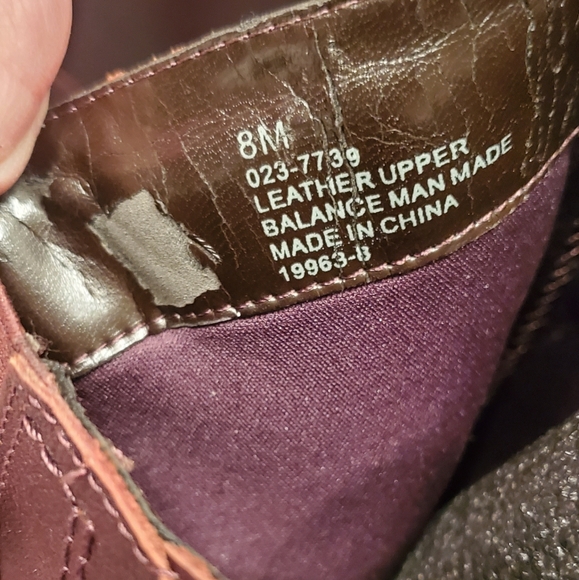 8M
023-7739
LEATHER UPPER
BALANCE MAN MADE
MADE IN CHINA
19963-8